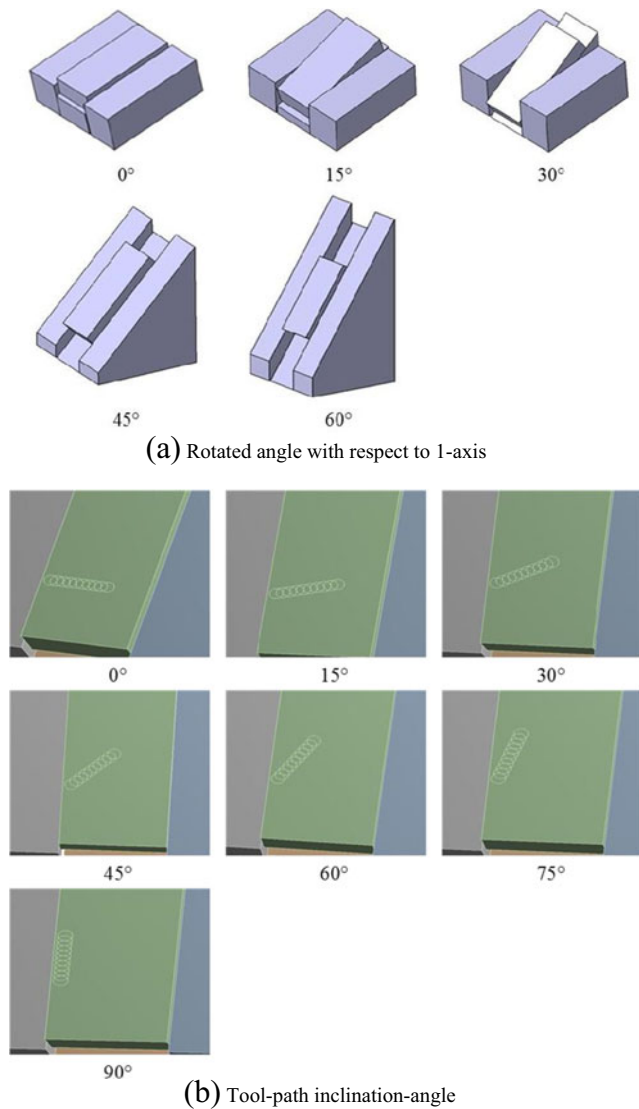 0° 15° 30°
45° 60°
(a) Rotated angle with respect to 1-axis
0° 15° 30°
45° 60° 75°
90°
(b) Tool-path inclination-angle